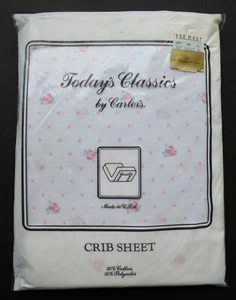 Today's Classics
by Carter's
Made in U.S.A.
CRIB SHEET
50% Cotton
50% Polyester